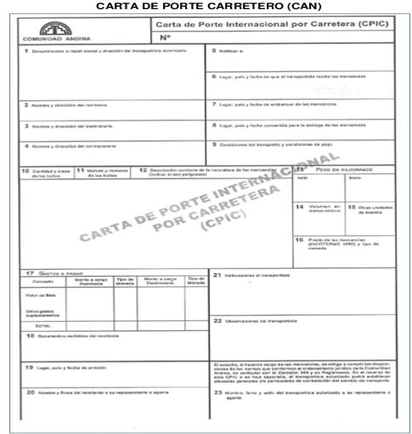 CARTA DE PORTE CARRETERO (CAN)
COMUNIDAD ANDINA
Carta de Porte Internacional por Carretera (CPIC)
Nº
1 Denominación o razón social y dirección del transportista autorizado
5 Notificar a
6 Lugar, país y fecha en que el transportista recibe las mercancías
2 Nombre y dirección del remitente
7 Lugar, país y fecha de embarque de las mercancías
3 Nombre y dirección del destinatario
8 Lugar, país y fecha convenida para la entrega de las mercancías
4 Nombre y dirección del consignatario
9 Condiciones del transporte y condiciones de pago
10 Cantidad y clase de los bultos
11 Marcas y números de los bultos
12 Descripción corriente de la naturaleza de las mercancías
(indicar si son peligrosas)
13 PESO EN KILOGRAMOS
CARTA DE PORTE INTERNACIONAL
POR CARRETERA
(CPIC)
14 Volumen en metros cúbicos
15 Otras unidades de medida
16 Precio de las mercancías
(INCOTERMS 1990) y tipo de moneda
17 GASTOS A PAGAR
Concepto
Monto a cargo Remitente
Tipo de Moneda
Monto a cargo Destinatario
Tipo de Moneda
Valor de flete
Otros gastos suplementarios
TOTAL
21 Instrucciones al transportista
22 Observaciones del transportista
18 Documentos recibidos del remitente
19 Lugar, país y fecha de emisión
20 Nombre y firma del remitente o su representante o agente
23 Nombre, firma y sello del transportista autorizado o su representante o agente